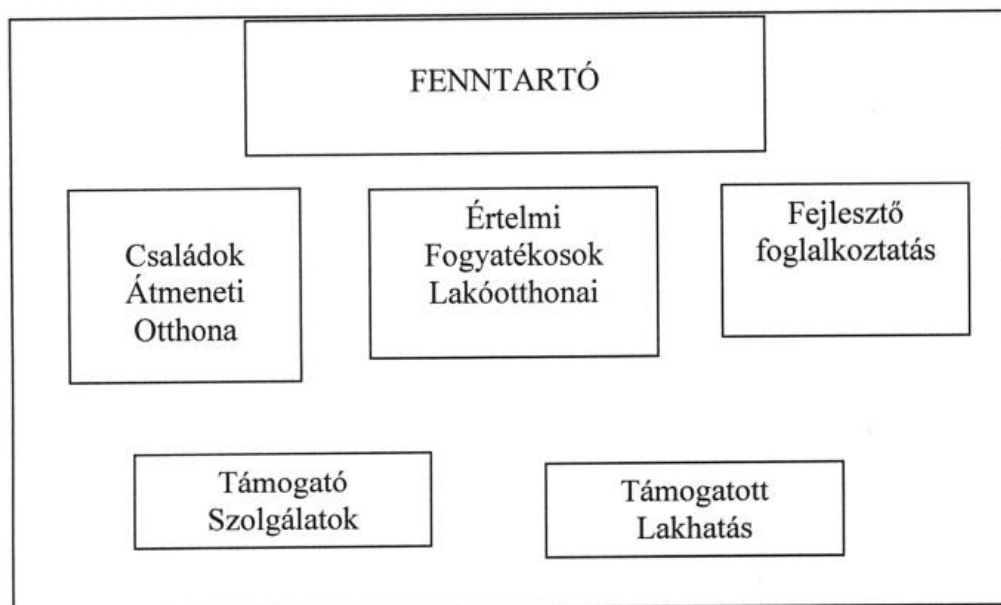 FENNTARTÓ
Családok
Átmeneti
Otthona
Értelmi
Fogyatékosok
Lakóotthonai
Fejlesztő
foglalkoztatás
Támogató
Szolgálatok
Támogatott
Lakhatás